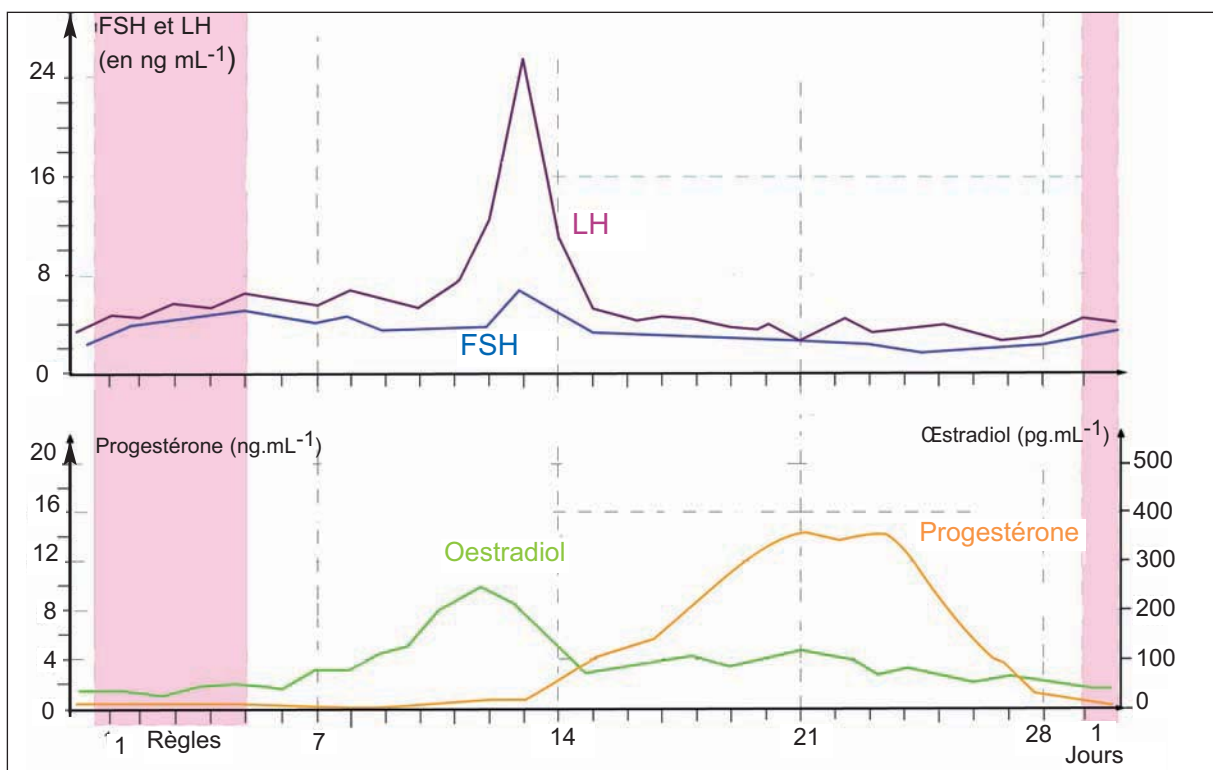 FSH et LH
(en ng mL-1)
24
16
LH
8
FSH
0
Progestérone (ng.mL-1)
Œstradiol (pg.mL-1)
20
500
16
400
Oestradiol
Progestérone
12
300
8
200
4
100
0
0
1 Règles 7 14 21 28 1
Jours